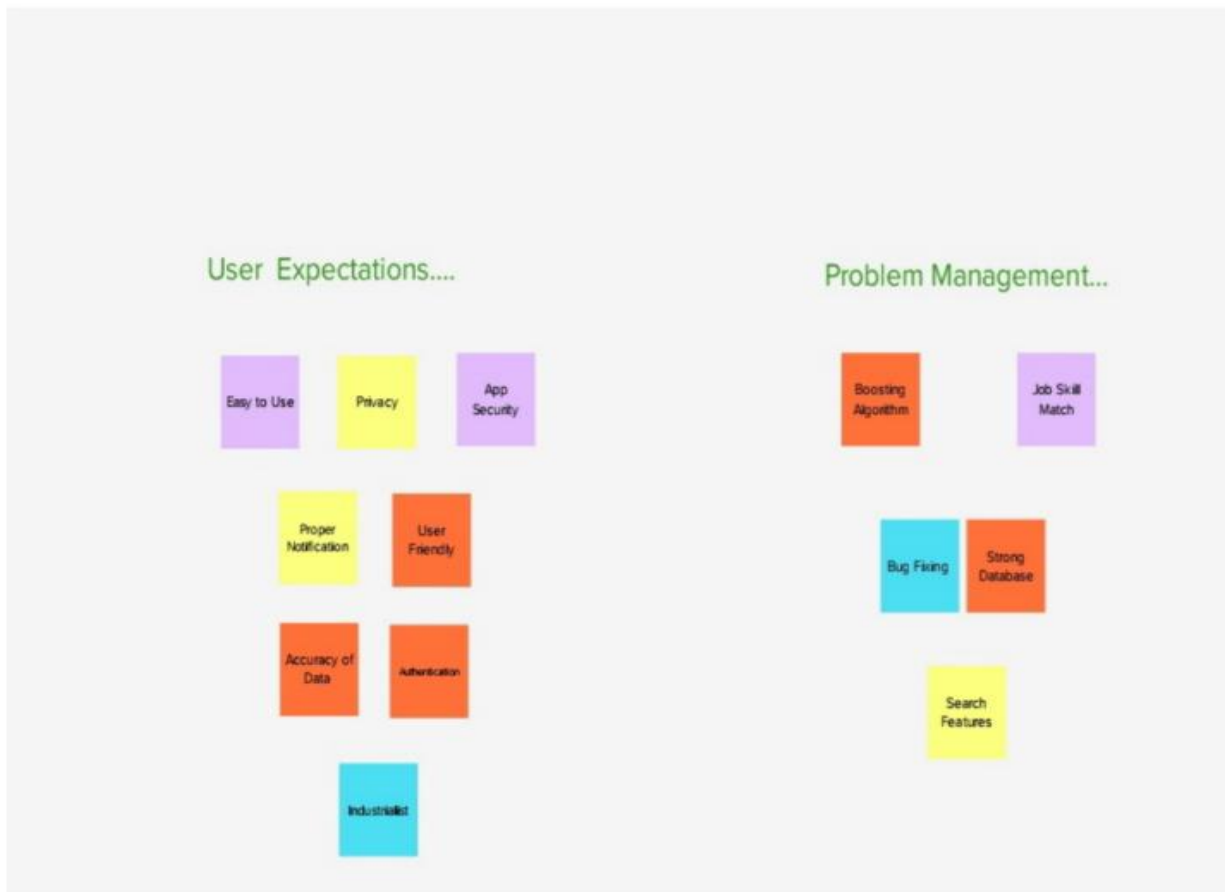 User Expectations....
Problem Management...
Easy to Use
Privacy
App
Security
Boosting
Algorithm
Job Skill
Match
Proper
Notification
User
Friendly
Bug Fixing
Strong
Database
Accuracy of
Data
Authentication
Search
Features
Industrialist